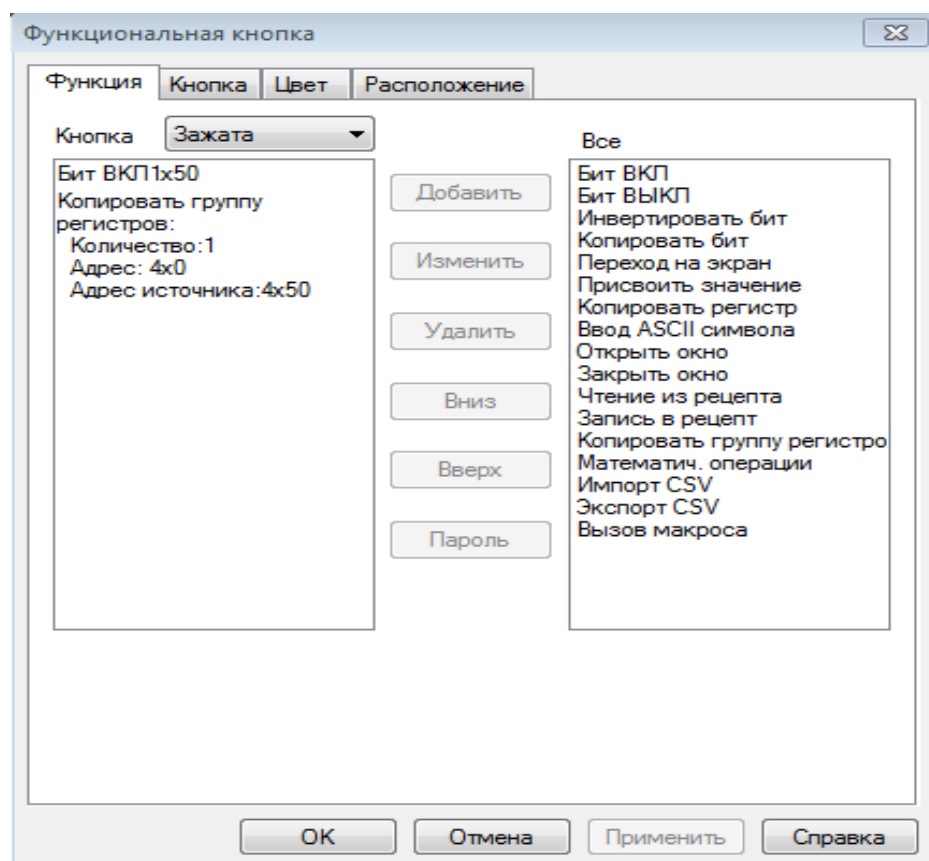 Функциональная кнопка
Функция Кнопка Цвет Расположение
Кнопка Зажата
Бит ВКЛ1x50
Копировать группу
регистров:
Количество:1
Адрес: 4x0
Адрес источника:4x50
Добавить
Изменить
Удалить
Вниз
Вверх
Пароль
Все
Бит ВКЛ
Бит ВЫКЛ
Инвертировать бит
Копировать бит
Переход на экран
Присвоить значение
Копировать регистр
Ввод ASCII символа
Открыть окно
Закрыть окно
Чтение из рецепта
Запись в рецепт
Копировать группу регистро
Математич. операции
Импорт CSV
Экспорт CSV
Вызов макроса
OK Отмена Применить Справка